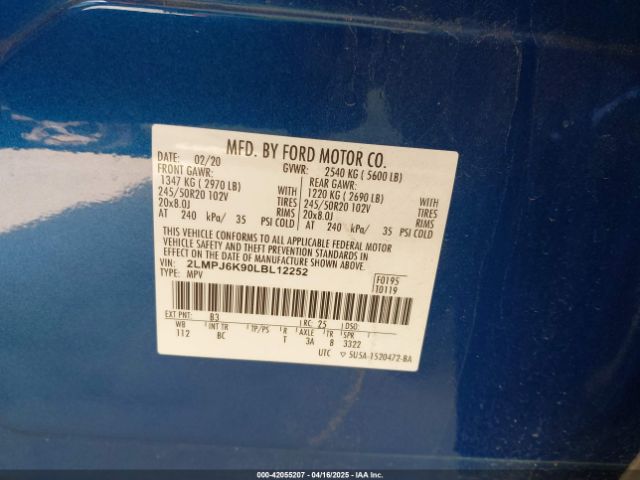 MFD. BY FORD MOTOR CO.
DATE: 02/20 GVWR: 2540 KG ( 5600 LB)
FRONT GAWR: REAR GAWR:
1347 KG ( 2970 LB) WITH 1220 KG ( 2690 LB) WITH
245/50R20 102V TIRES 245/50R20 102V TIRES
20x8.0J RIMS 20x8.0J RIMS
AT 240 kPa/ 35 PSI COLD AT 240 kPa/ 35 PSI COLD
THIS VEHICLE CONFORMS TO ALL APPLICABLE FEDERAL MOTOR
VEHICLE SAFETY AND THEFT PREVENTION STANDARDS IN
EFFECT ON THE DATE OF MANUFACTURE SHOWN ABOVE.
VIN: 2LMPJ6K90LBL12252 F0195
TYPE: MPV T0119
EXT PNT: B3 RC: 25 DSO:
WB INT TR TP/PS R AXLE TR SPR
112 BC T 3A 8 3322
UTC ▽ 5U5A-1520472-BA
000-42055207 - 04/16/2025 - IAA Inc.